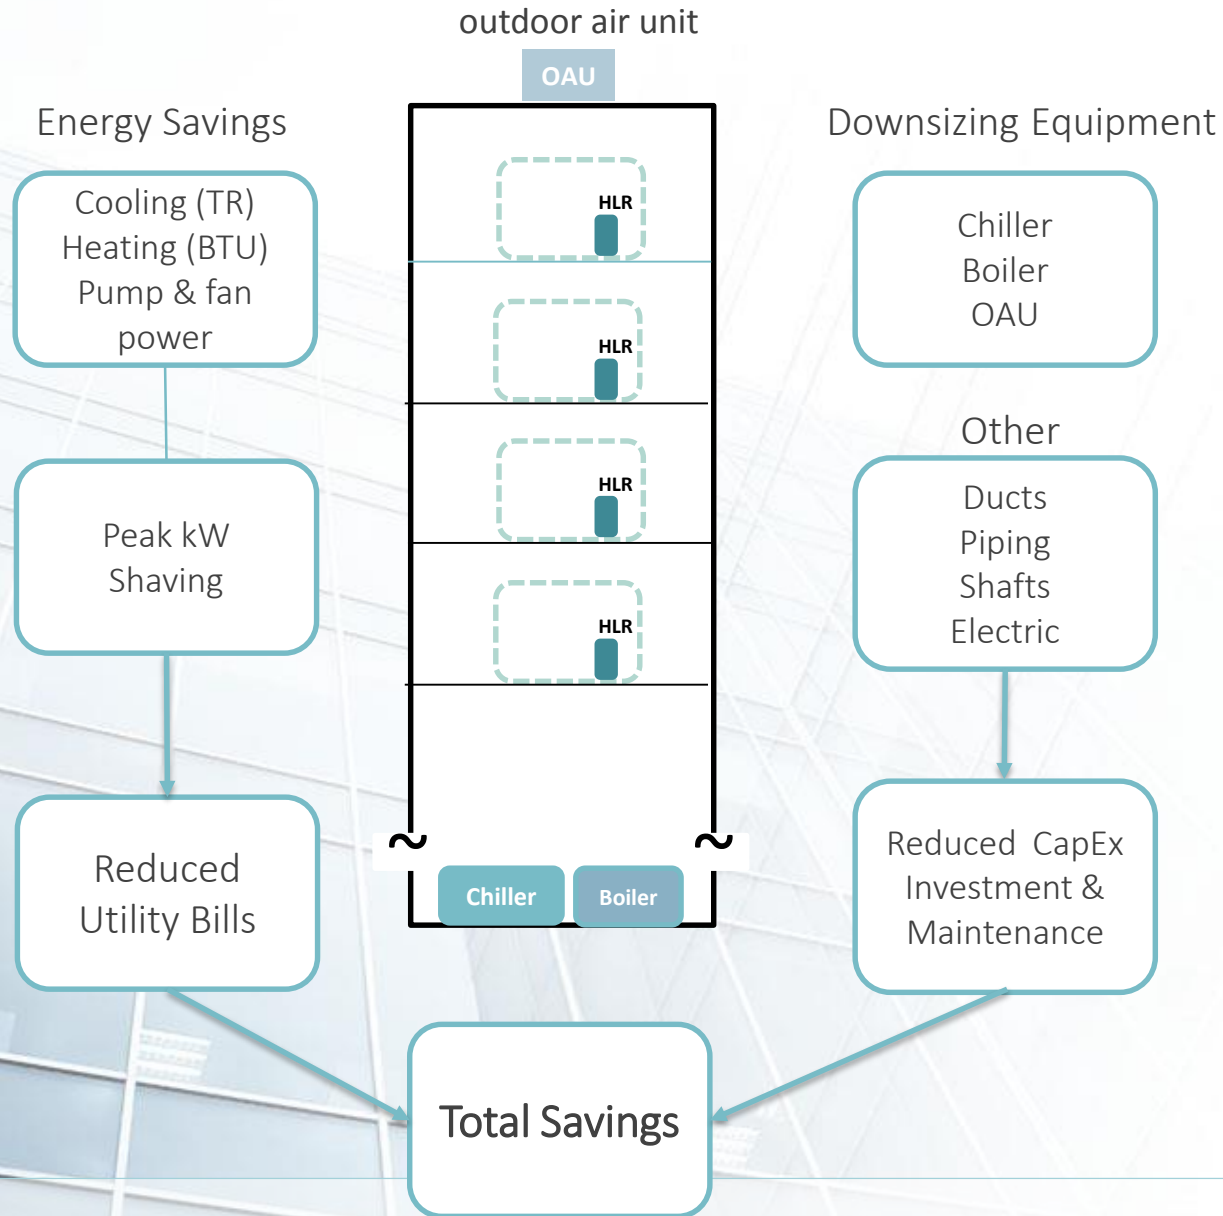 outdoor air unit
OAU
Energy Savings
Cooling (TR)
Heating (BTU)
Pump & fan
power
Peak kW
Shaving
Reduced
Utility Bills
HLR
HLR
HLR
HLR
~
~
Chiller
Boiler
Downsizing Equipment
Chiller
Boiler
OAU
Other
Ducts
Piping
Shafts
Electric
Reduced CapEx
Investment &
Maintenance
Total Savings